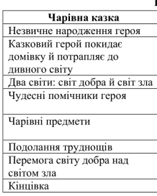 Чарівна казка
Незвичне народження героя
Казковий герой покидає
домівку й потрапляє до
дивного світу
Два світи: світ добра й світ зла
Чудесні помічники героя
Чарівні предмети
Подолання труднощів
Перемога світу добра над
світом зла
Кінцівка